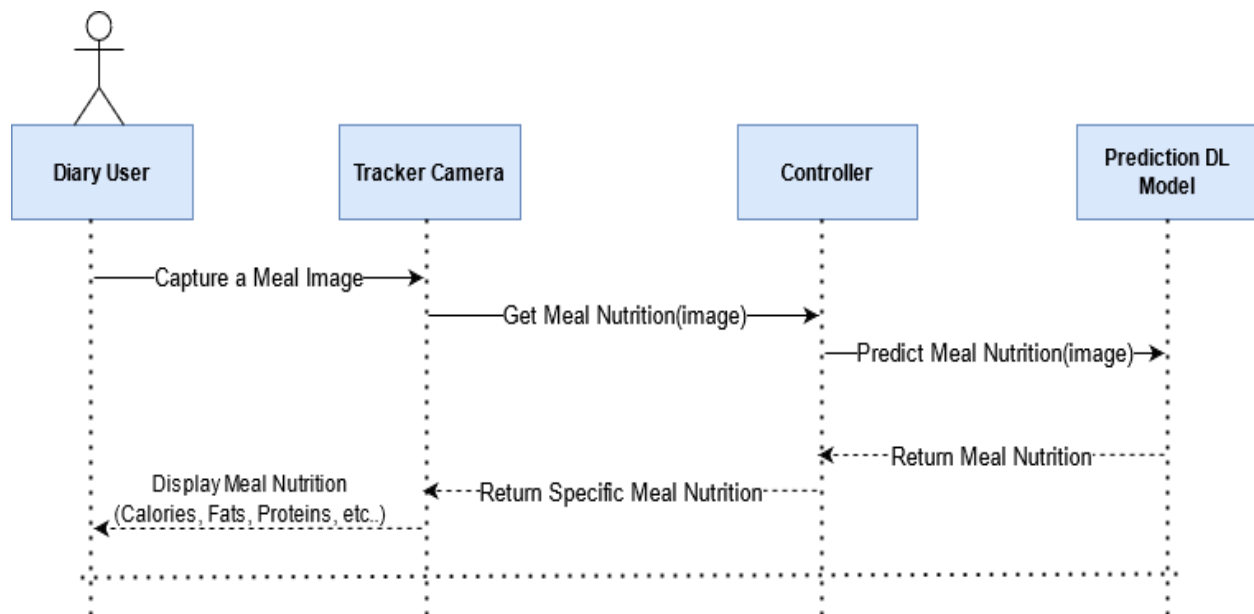 Diary User
Tracker Camera
Controller
Prediction DL
Model
Capture a Meal Image
Get Meal Nutrition(image)
Predict Meal Nutrition(image)
Return Meal Nutrition
Return Specific Meal Nutrition
Display Meal Nutrition
(Calories, Fats, Proteins, etc..)